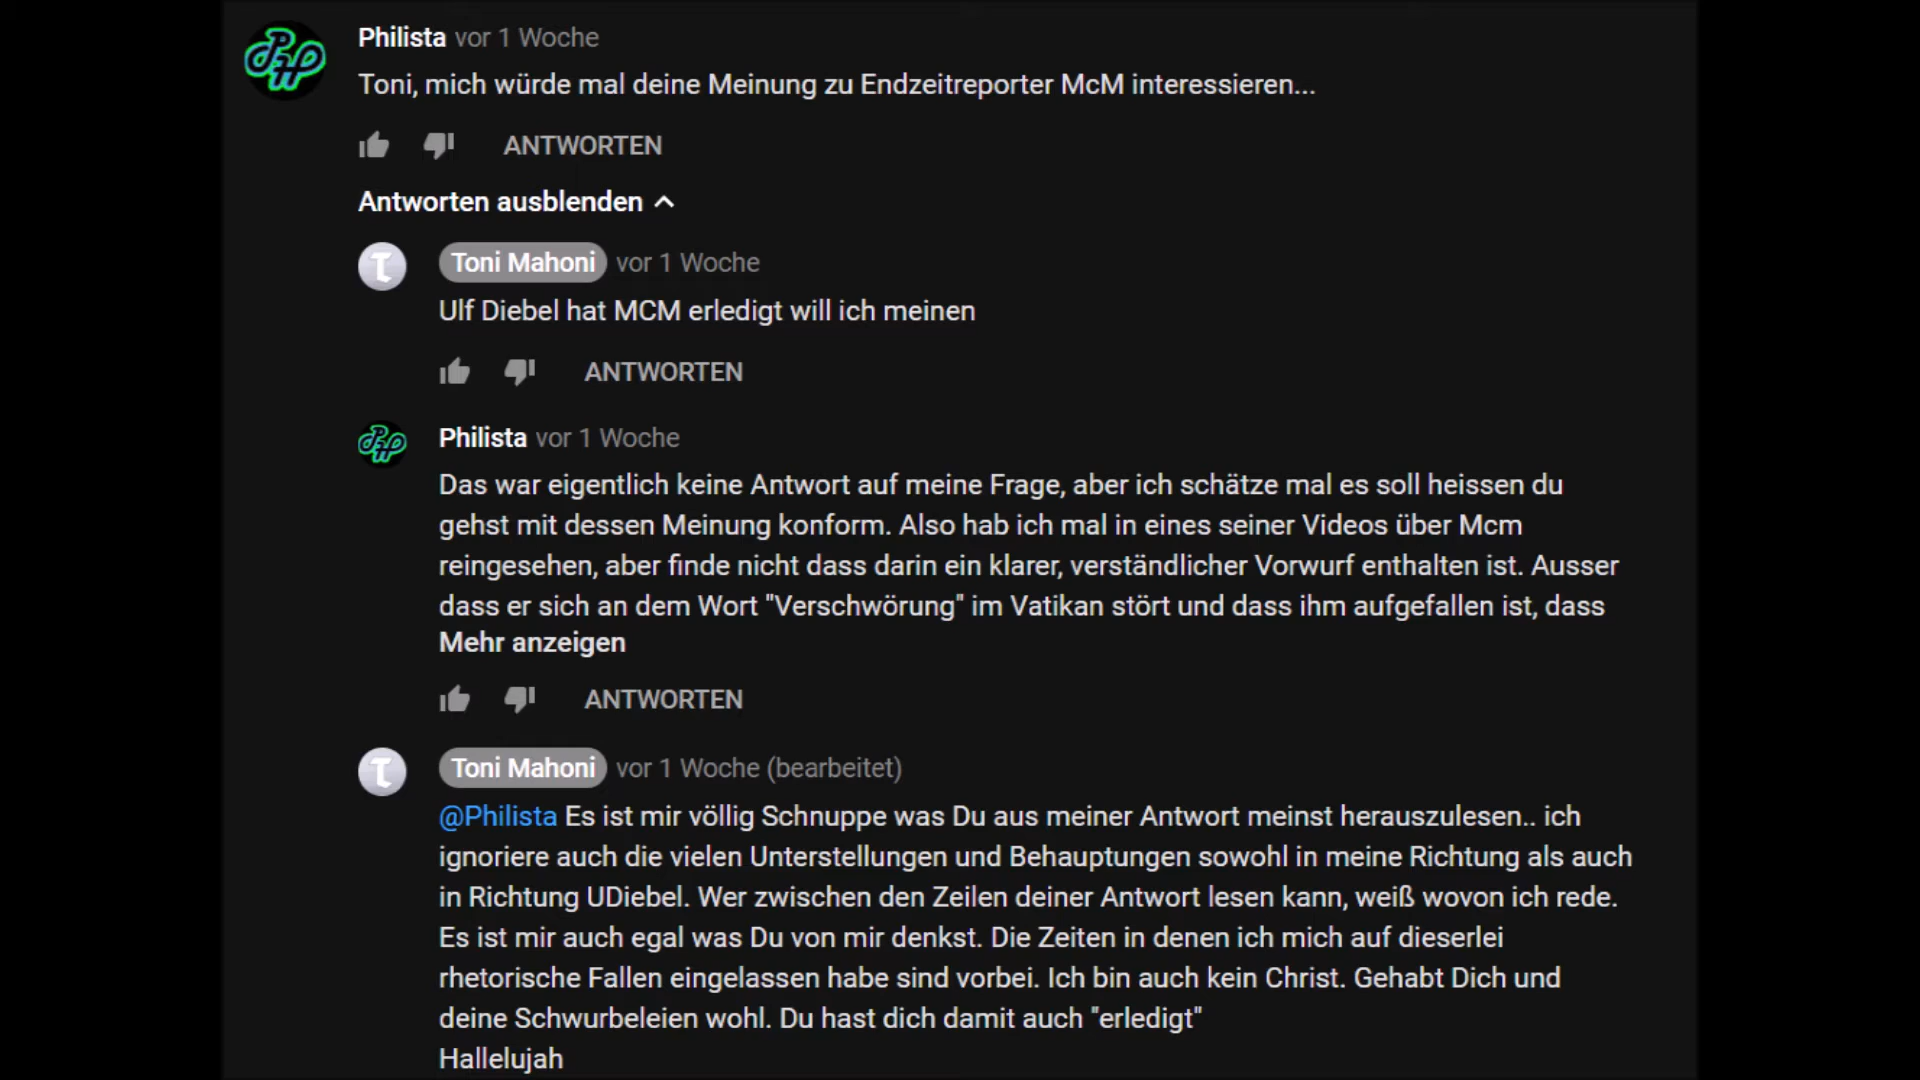 Philista vor 1 Woche
Toni, mich würde mal deine Meinung zu Endzeitreporter McM interessieren...
ANTWORTEN
Antworten ausblenden
Toni Mahoni vor 1 Woche
Ulf Diebel hat MCM erledigt will ich meinen
ANTWORTEN
Philista vor 1 Woche
Das war eigentlich keine Antwort auf meine Frage, aber ich schätze mal es soll heissen du
gehst mit dessen Meinung konform. Also hab ich mal in eines seiner Videos über Mcm
reingesehen, aber finde nicht dass darin ein klarer, verständlicher Vorwurf enthalten ist. Ausser
dass er sich an dem Wort "Verschwörung" im Vatikan stört und dass ihm aufgefallen ist, dass
Mehr anzeigen
ANTWORTEN
Toni Mahoni vor 1 Woche (bearbeitet)
@Philista Es ist mir völlig Schnuppe was Du aus meiner Antwort meinst herauszulesen.. ich
ignoriere auch die vielen Unterstellungen und Behauptungen sowohl in meine Richtung als auch
in Richtung UDiebel. Wer zwischen den Zeilen deiner Antwort lesen kann, weiß wovon ich rede.
Es ist mir auch egal was Du von mir denkst. Die Zeiten in denen ich mich auf dieserlei
rhetorische Fallen eingelassen habe sind vorbei. Ich bin auch kein Christ. Gehabt Dich und
deine Schwurbeleien wohl. Du hast dich damit auch "erledigt"
Hallelujah